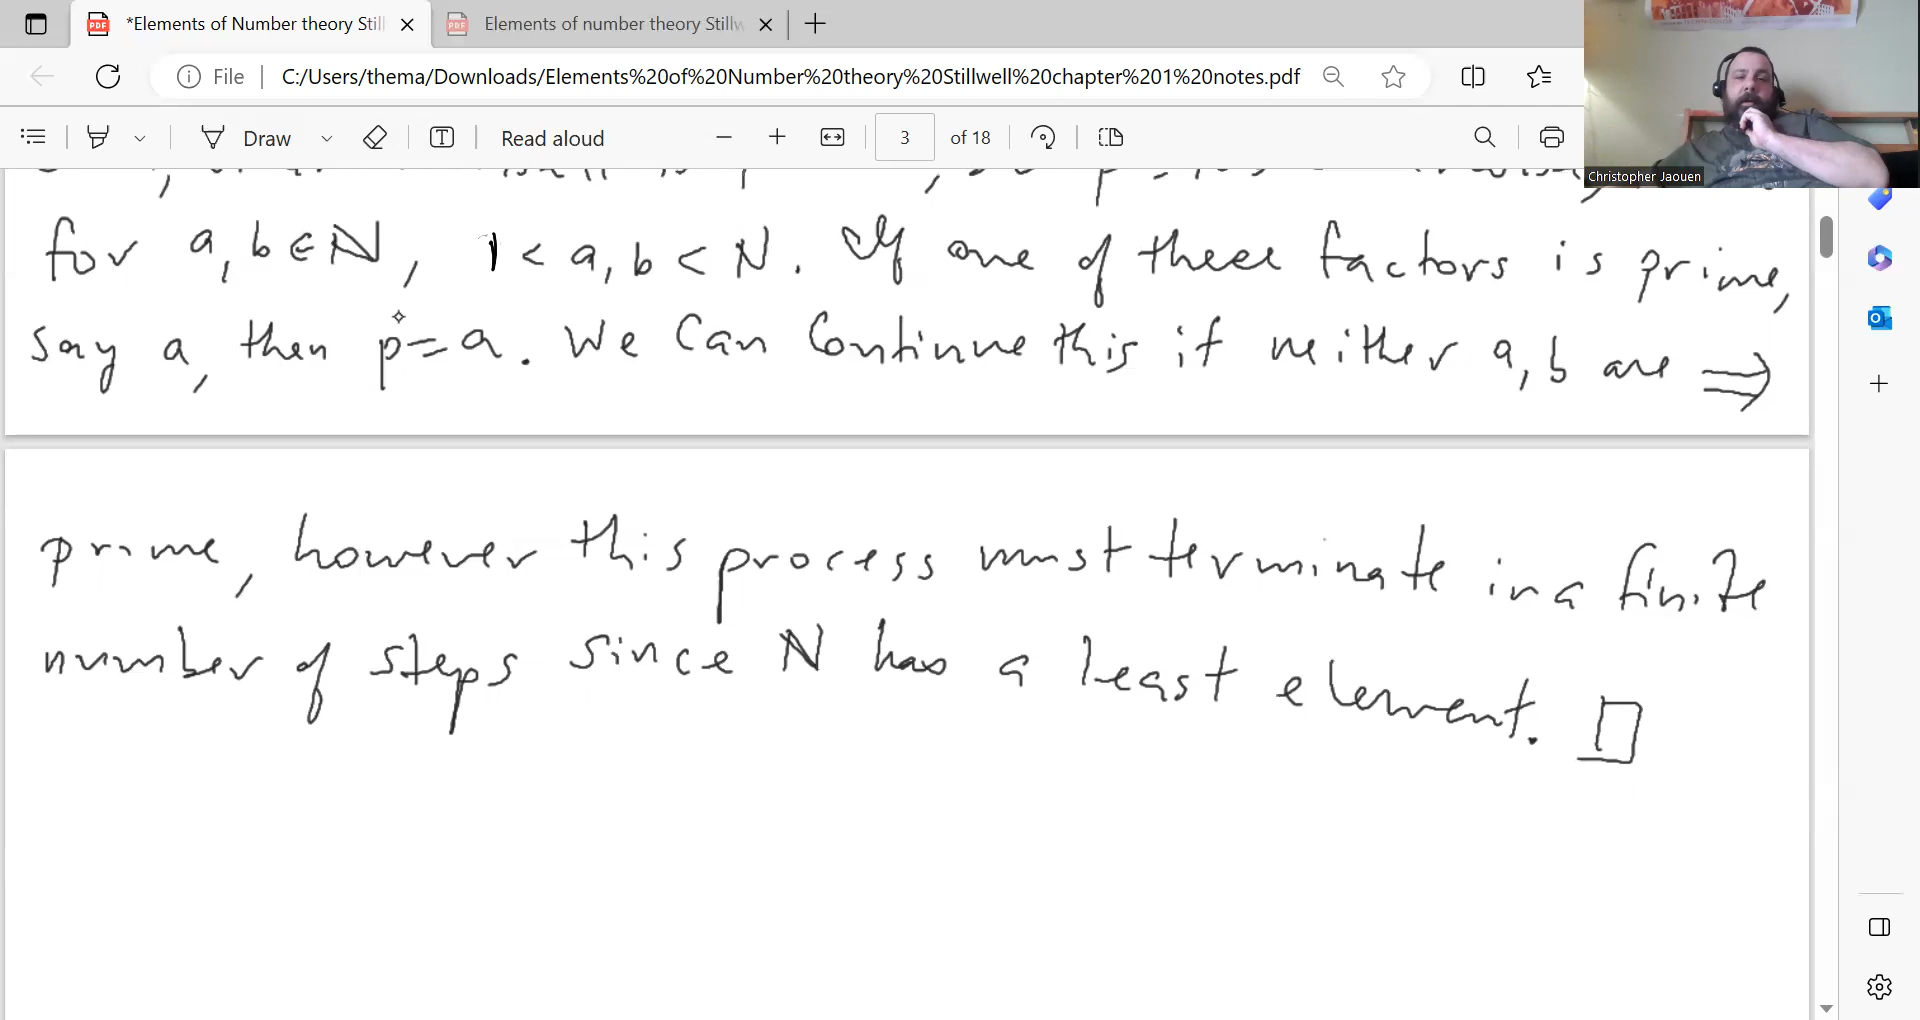 *Elements of Number theory Still
Elements of number theory Stillw
File
C:/Users/thema/Downloads/Elements%20of%20Number%20theory%20Stillwell%20chapter%201%20notes.pdf
Draw
Read aloud
3 of 18
Christopher Jaouen
for a, b ∈ ℕ, 1 < a, b < N. If one of these factors is prime,
say a, then p = a. We can continue this if neither a, b are ⇒
prime, however this process must terminate in a finite
number of steps since ℕ has a least element. □